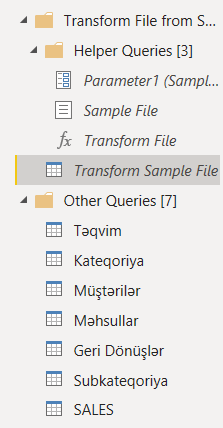 Transform File from S...
Helper Queries [3]
Parameter1 (Sampl...
Sample File
fx Transform File
Transform Sample File
Other Queries [7]
Təqvim
Kateqoriya
Müştərilər
Məhsullar
Geri Dönüşlər
Subkateqoriya
SALES